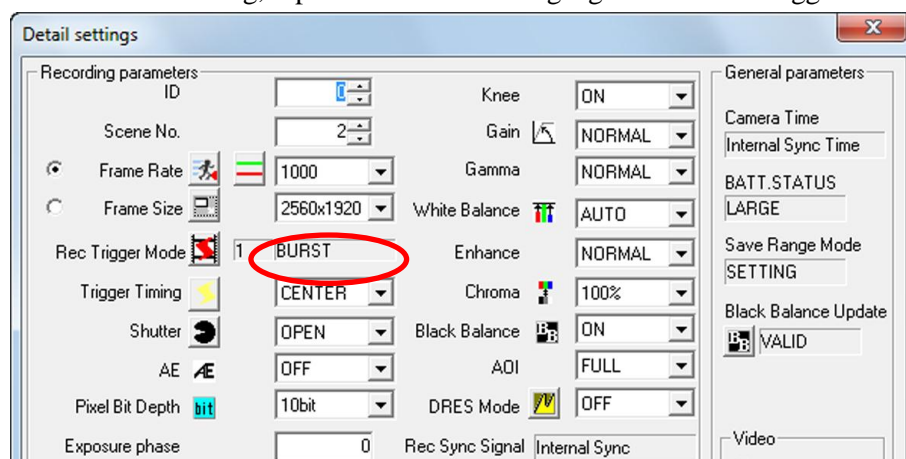 Detail settings
x
Recording parameters
ID 0
Scene No. 2
Frame Rate 1000
Frame Size 2560x1920
Rec Trigger Mode 1 BURST
Trigger Timing CENTER
Shutter OPEN
AE Æ OFF
Pixel Bit Depth bit 10bit
Exposure phase 0
Knee ON
Gain NORMAL
Gamma NORMAL
White Balance AUTO
Enhance NORMAL
Chroma 100%
Black Balance BB ON
AOI FULL
DRES Mode OFF
Rec Sync Signal Internal Sync
General parameters
Camera Time
Internal Sync Time
BATT.STATUS
LARGE
Save Range Mode
SETTING
Black Balance Update
BB VALID
Video